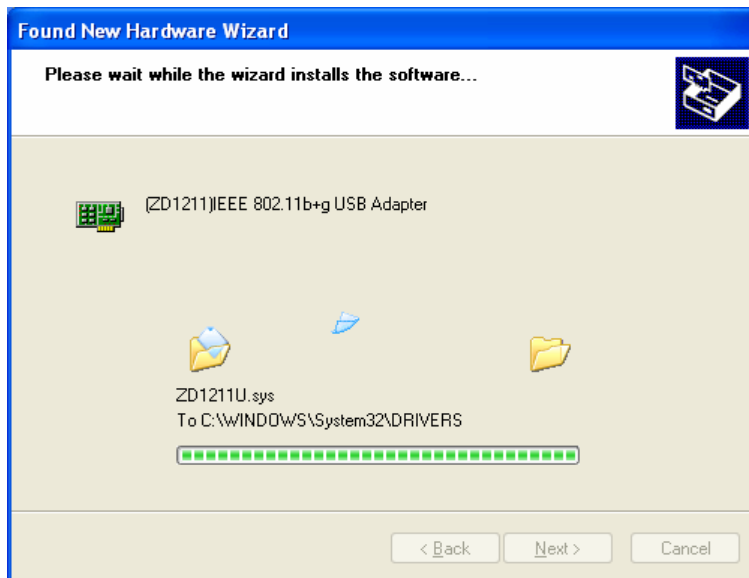 Found New Hardware Wizard
Please wait while the wizard installs the software...
(ZD1211)IEEE 802.11b+g USB Adapter
ZD1211U.sys
To C:\WINDOWS\System32\DRIVERS
< Back Next > Cancel